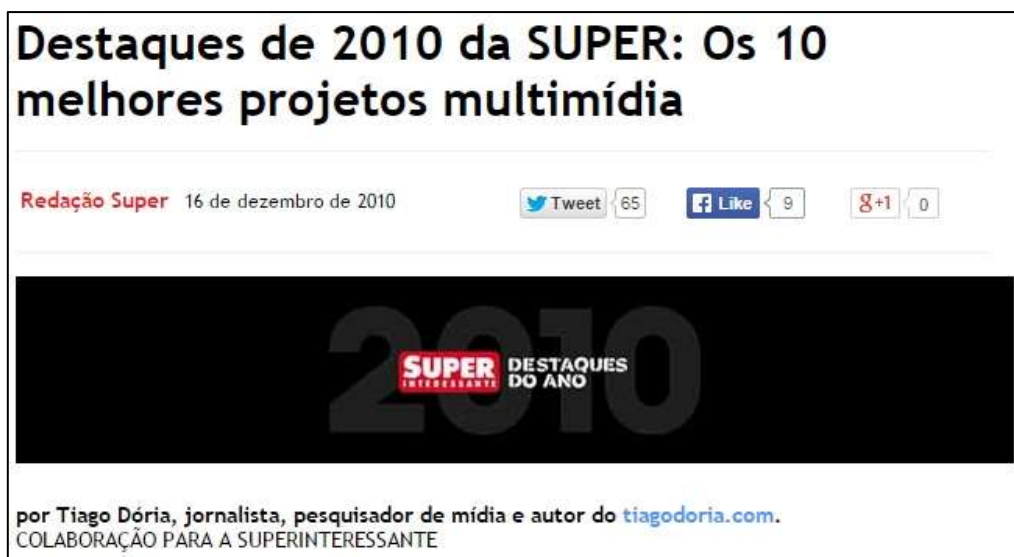 Destaques de 2010 da SUPER: Os 10
melhores projetos multimídia
Redação Super 16 de dezembro de 2010 Tweet 65 f Like 9 g+1 0
2010
SUPER DESTAQUES
INTERESSANTE DO ANO
por Tiago Dória, jornalista, pesquisador de mídia e autor do tiagodoria.com.
COLABORAÇÃO PARA A SUPERINTERESSANTE